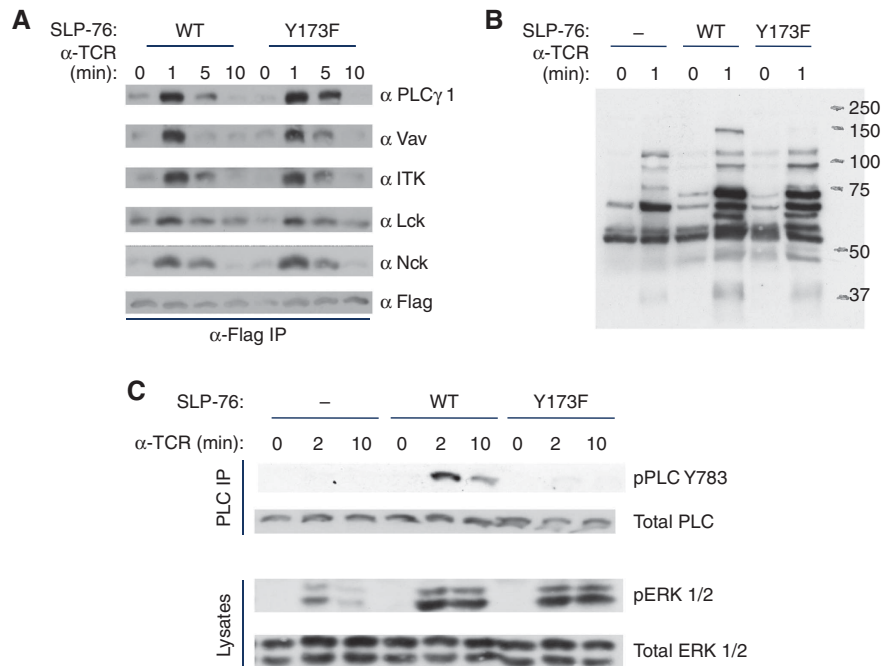 A
SLP-76: WT Y173F
α-TCR
(min): 0 1 5 10 0 1 5 10
α PLCγ 1
α Vav
α ITK
α Lck
α Nck
α Flag
α-Flag IP
B
SLP-76: – WT Y173F
α-TCR
(min): 0 1 0 1 0 1
250
150
100
75
50
37
C
SLP-76: – WT Y173F
α-TCR (min): 0 2 10 0 2 10 0 2 10
PLC IP
pPLC Y783
Total PLC
Lysates
pERK 1/2
Total ERK 1/2